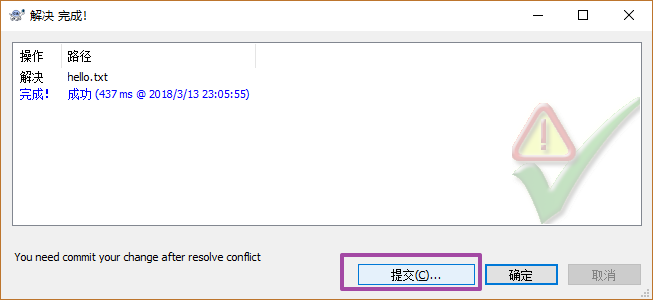 解决 完成!
操作 路径
解决 hello.txt
完成! 成功 (437 ms @ 2018/3/13 23:05:55)
You need commit your change after resolve conflict
提交(C)... 确定 取消